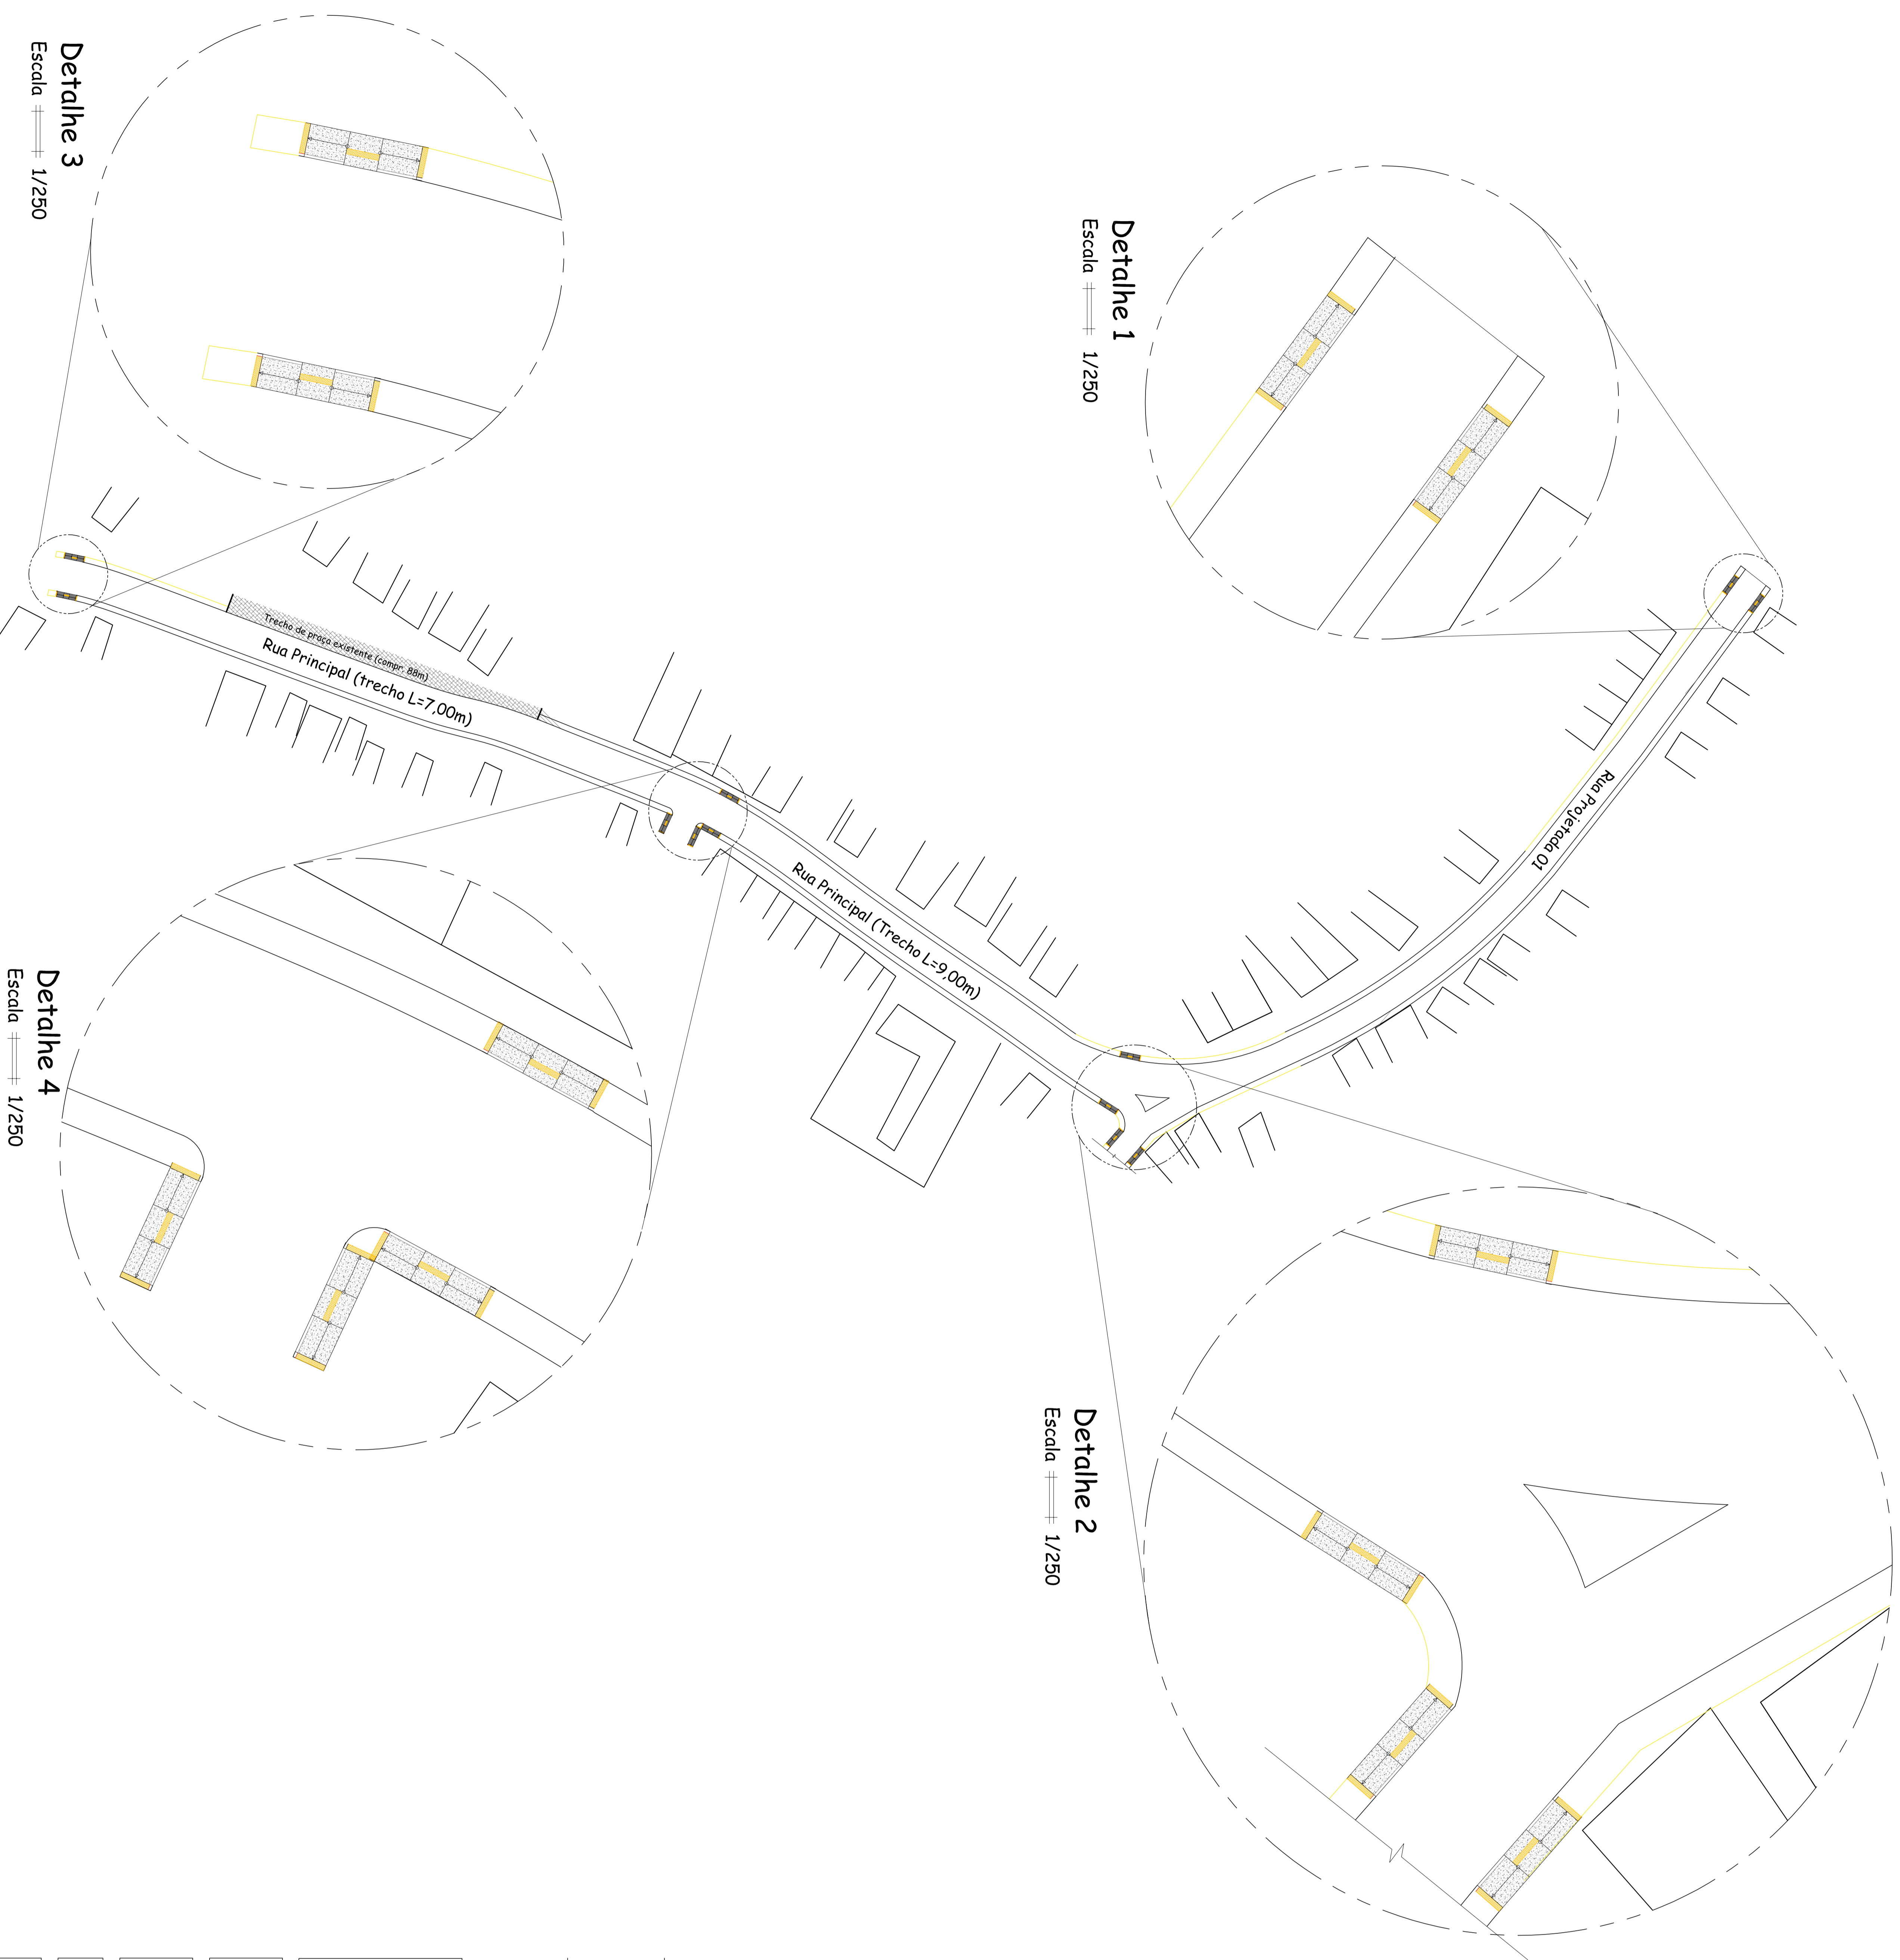 Detalhe 3
Escala 1/250
Detalhe 1
Escala 1/250
Trecho de praça existente (compr. 88m)
Rua Principal (trecho L=7,00m)
Rua Projetada 01
Rua Principal (Trecho L=9,00m)
Detalhe 4
Escala 1/250
Detalhe 2
Escala 1/250